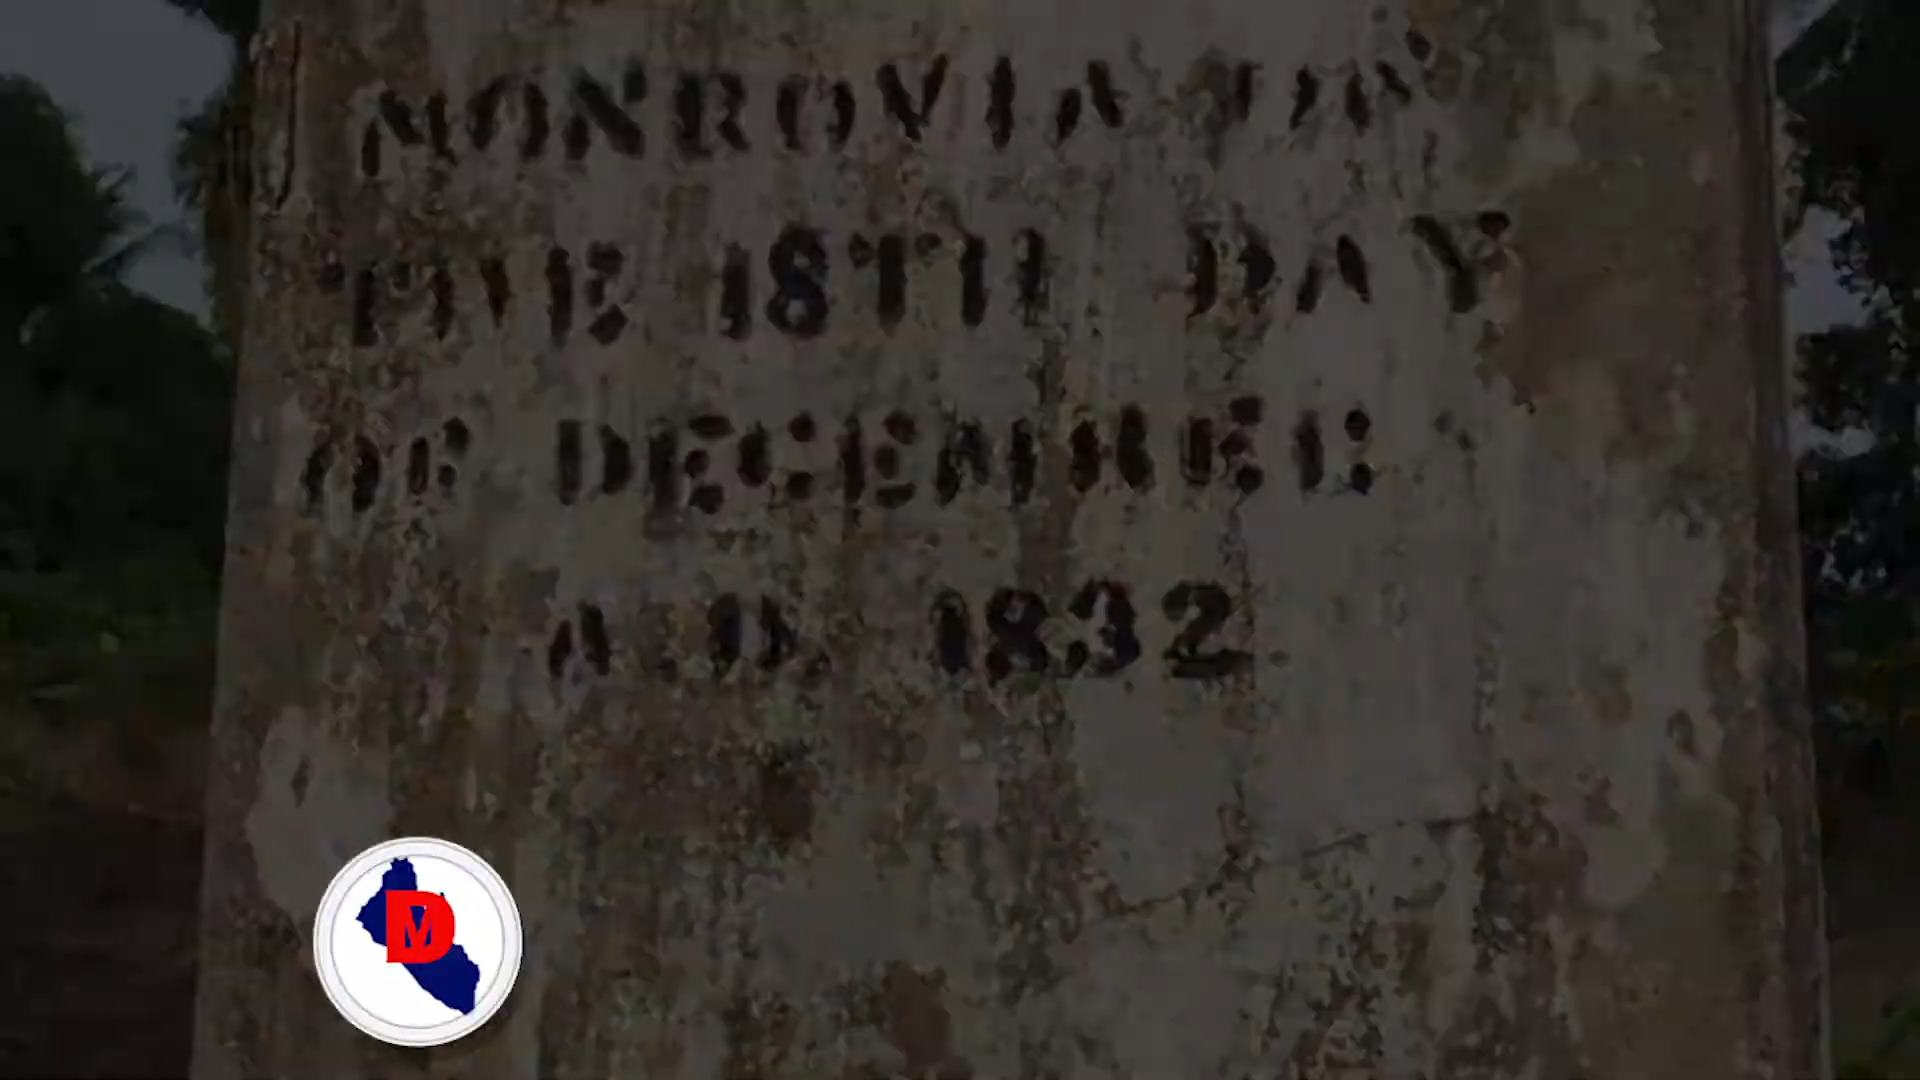 MONROVIA
THE 18TH DAY
OF DECEMBER
A. D. 1832
D